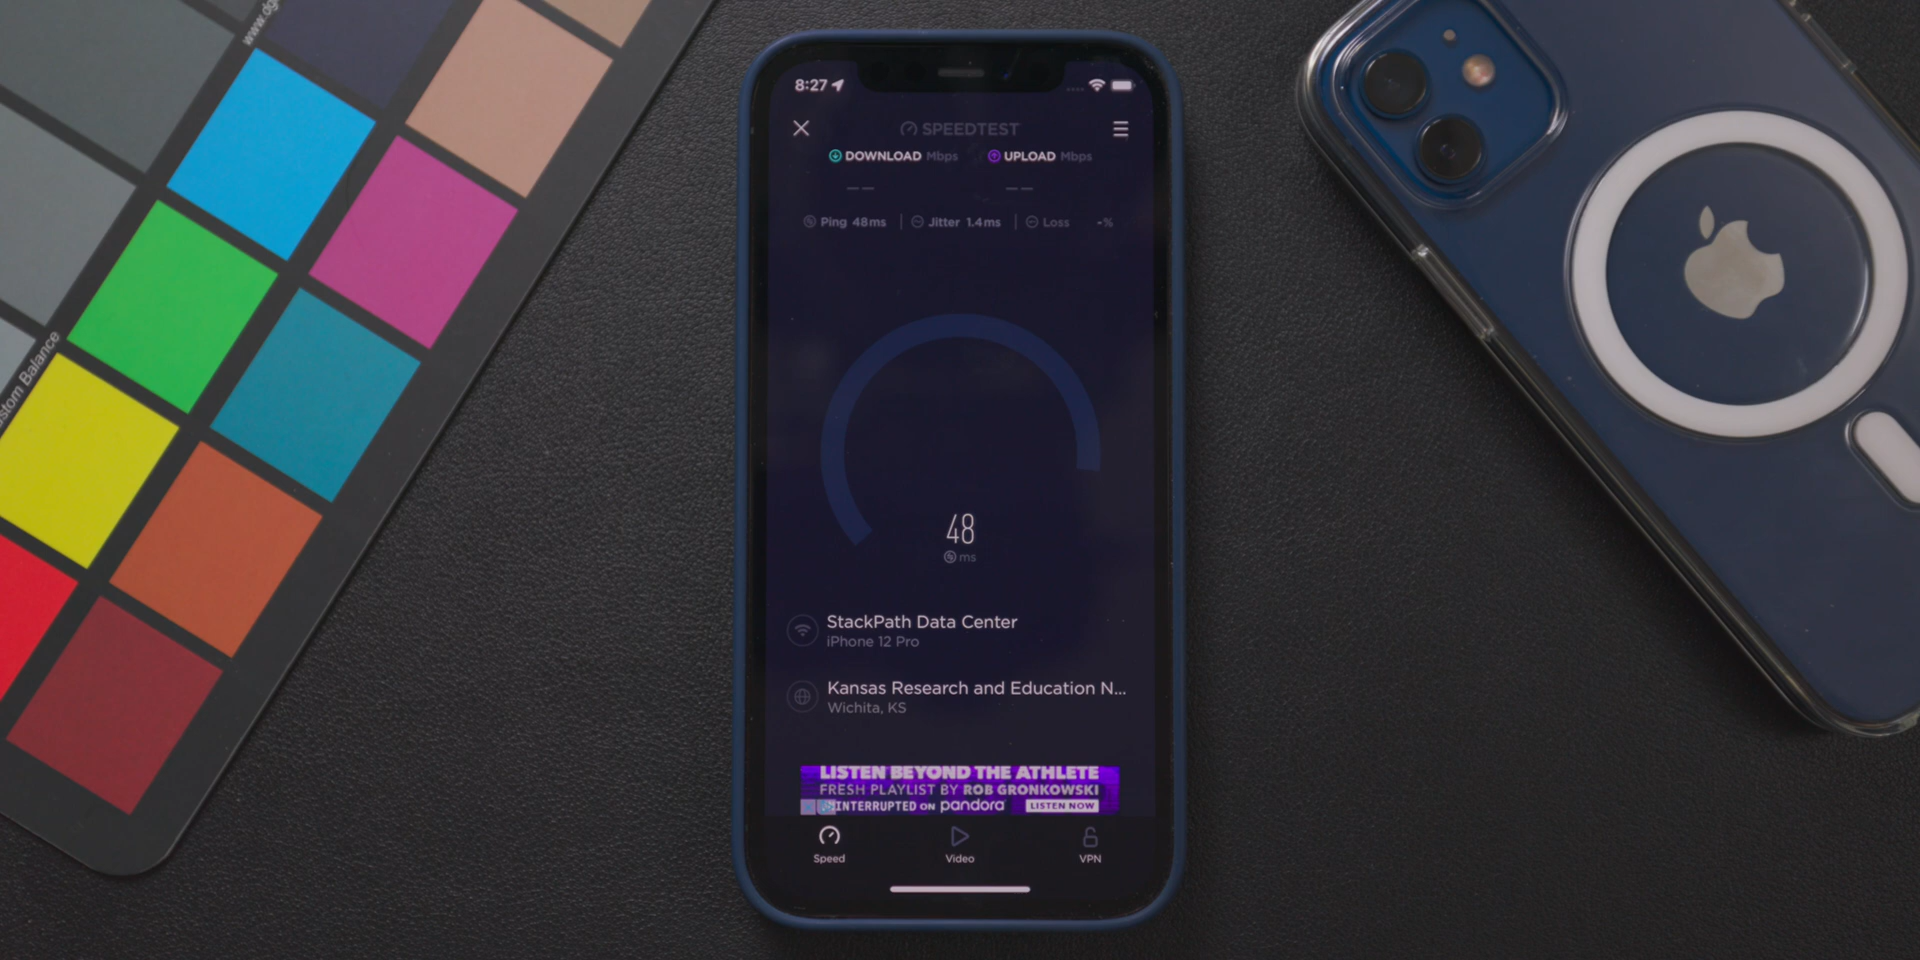 8:27
SPEEDTEST
DOWNLOAD Mbps UPLOAD Mbps
Ping 48ms Jitter 1.4ms Loss -%
48
ms
StackPath Data Center
iPhone 12 Pro
Kansas Research and Education N...
Wichita, KS
LISTEN BEYOND THE ATHLETE
FRESH PLAYLIST BY ROB GRONKOWSKI
INTERRUPTED ON pandora LISTEN NOW
Speed Video VPN
Balance